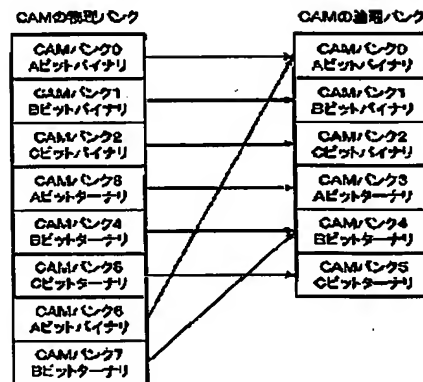 CAMの物理バンク
CAMバンク0
Aビットバイナリ
CAMバンク1
Bビットバイナリ
CAMバンク2
Cビットバイナリ
CAMバンク3
Aビットターナリ
CAMバンク4
Bビットターナリ
CAMバンク5
Cビットターナリ
CAMバンク6
Aビットバイナリ
CAMバンク7
Bビットターナリ
CAMの論理バンク
CAMバンク0
Aビットバイナリ
CAMバンク1
Bビットバイナリ
CAMバンク2
Cビットバイナリ
CAMバンク3
Aビットターナリ
CAMバンク4
Bビットターナリ
CAMバンク5
Cビットターナリ